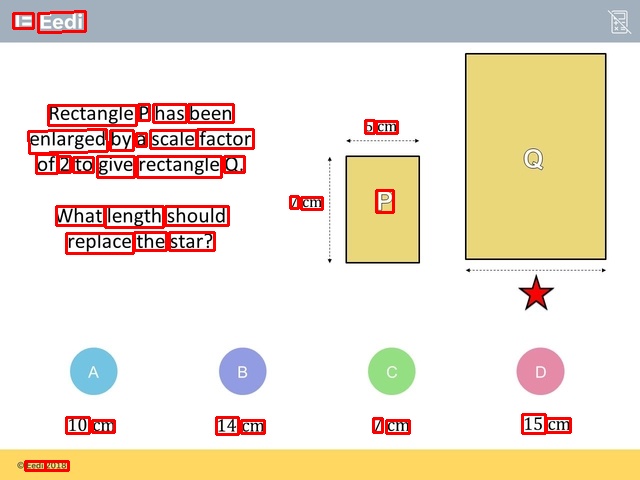 Eedi
Rectangle P has been
enlarged by a scale factor
of 2 to give rectangle Q.
What length should
replace the star?
5 cm
7 cm
P
Q
A
B
C
D
10 cm
14 cm
7 cm
15 cm
© Eedi 2018